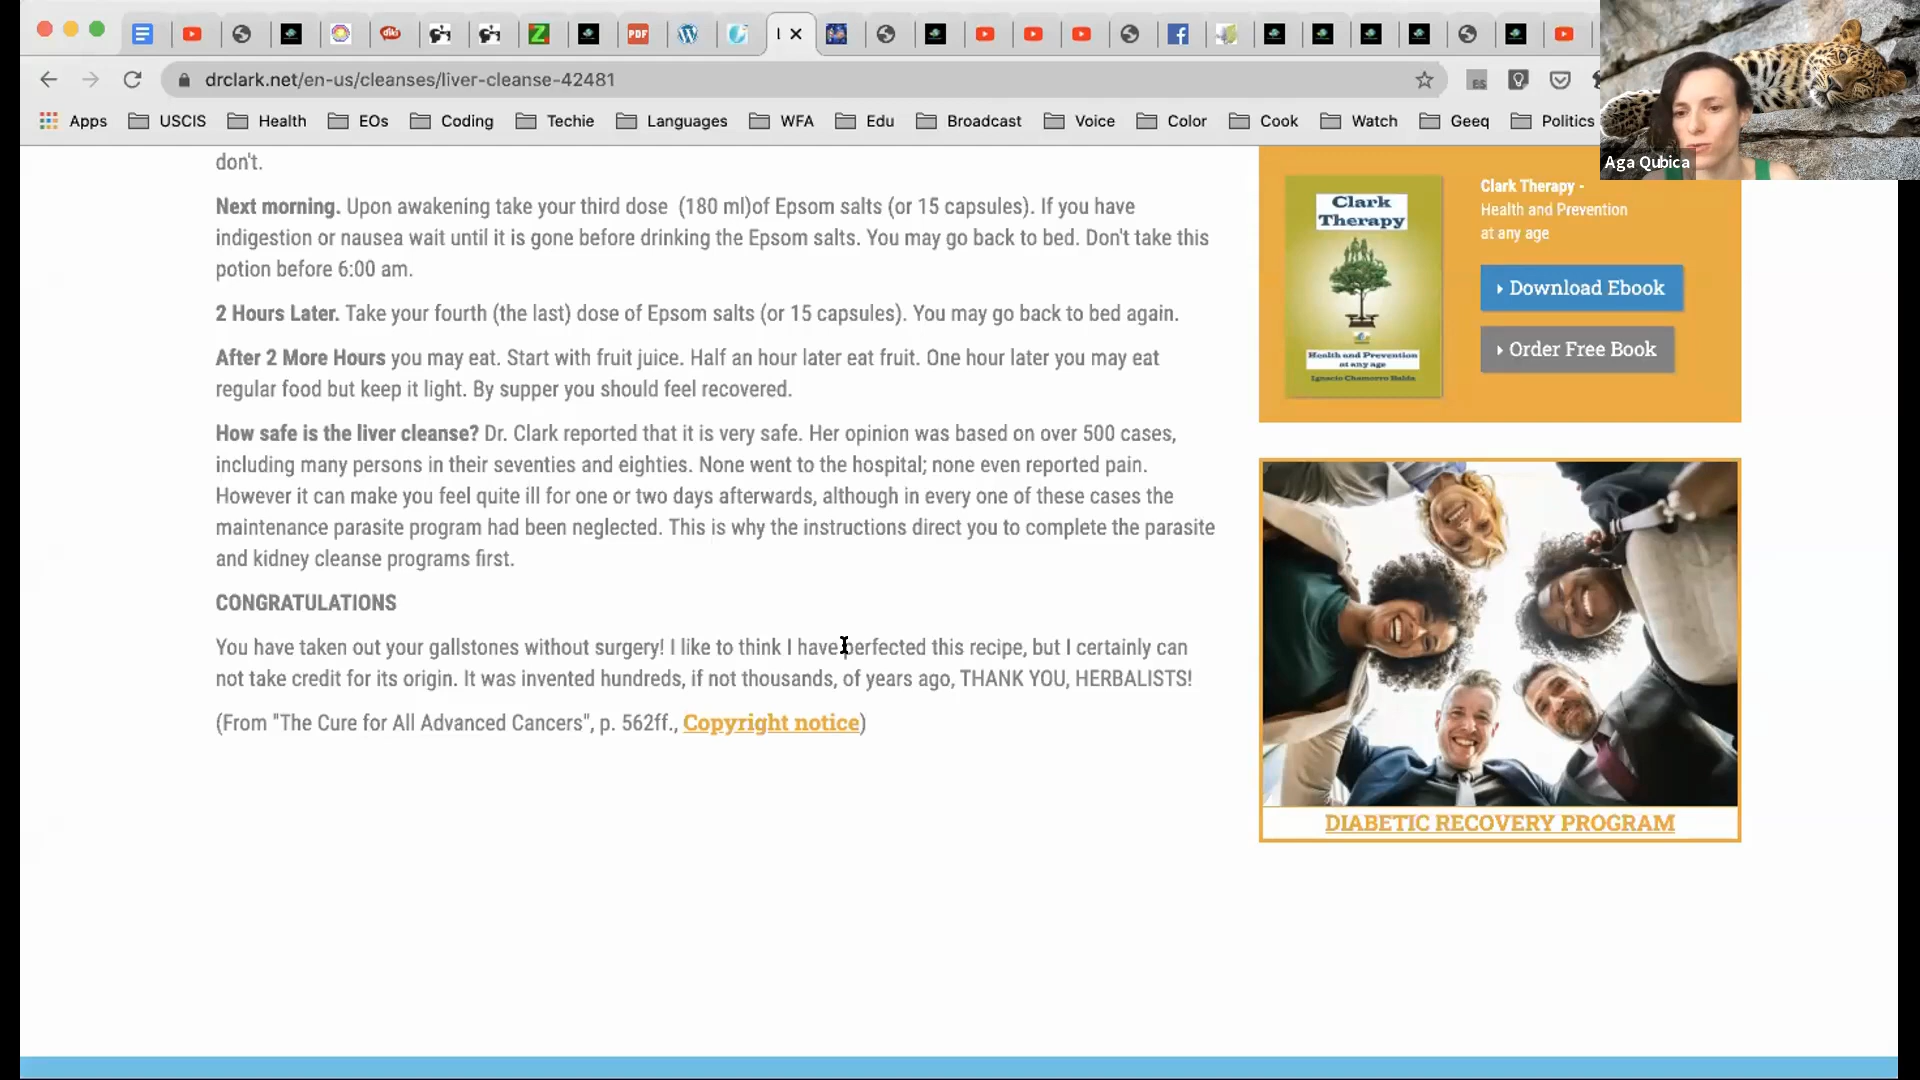 drclark.net/en-us/cleanses/liver-cleanse-42481
ES
Apps
USCIS
Health
EOs
Coding
Techie
Languages
WFA
Edu
Broadcast
Voice
Color
Cook
Watch
Geeq
Politics
Aga Qubica
don't.
Next morning. Upon awakening take your third dose (180 ml)of Epsom salts (or 15 capsules). If you have
indigestion or nausea wait until it is gone before drinking the Epsom salts. You may go back to bed. Don't take this
potion before 6:00 am.
2 Hours Later. Take your fourth (the last) dose of Epsom salts (or 15 capsules). You may go back to bed again.
After 2 More Hours you may eat. Start with fruit juice. Half an hour later eat fruit. One hour later you may eat
regular food but keep it light. By supper you should feel recovered.
How safe is the liver cleanse? Dr. Clark reported that it is very safe. Her opinion was based on over 500 cases,
including many persons in their seventies and eighties. None went to the hospital; none even reported pain.
However it can make you feel quite ill for one or two days afterwards, although in every one of these cases the
maintenance parasite program had been neglected. This is why the instructions direct you to complete the parasite
and kidney cleanse programs first.
CONGRATULATIONS
You have taken out your gallstones without surgery! I like to think I have perfected this recipe, but I certainly can
not take credit for its origin. It was invented hundreds, if not thousands, of years ago, THANK YOU, HERBALISTS!
(From "The Cure for All Advanced Cancers", p. 562ff., Copyright notice)
Clark
Therapy
Health and Prevention
at any age
Ignacio Chamorro Balda
Clark Therapy -
Health and Prevention
at any age
Download Ebook
Order Free Book
DIABETIC RECOVERY PROGRAM